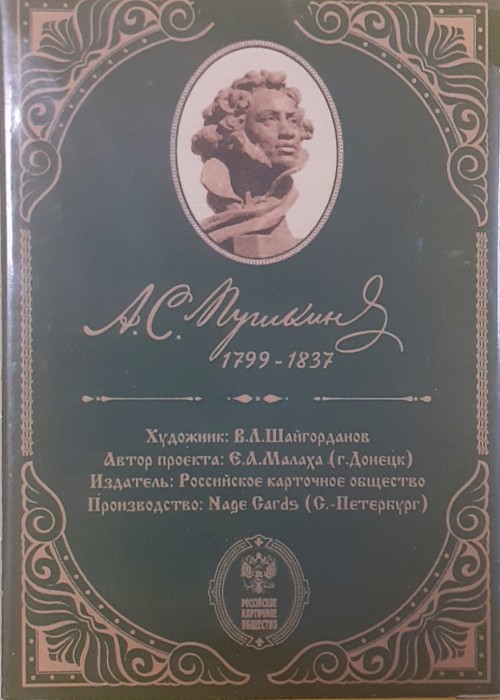 А.С. Пушкинъ
1799-1837
Художник: В.Л.Шайгорданов
Автор проекта: Е.А.Малаха (г.Донецк)
Издатель: Российское карточное общество
Производство: Nage Cards (С.-Петербург)
РОССИЙСКОЕ
КАРТОЧНОЕ
ОБЩЕСТВО